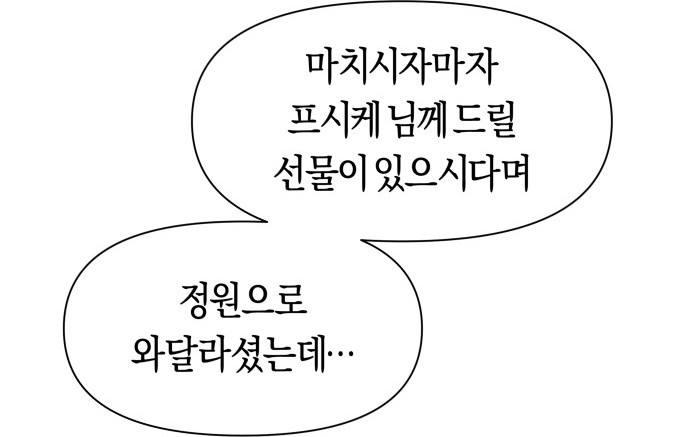 마치시자마자
프시케 님께 드릴
선물이 있으시다며
정원으로
와달라셨는데…